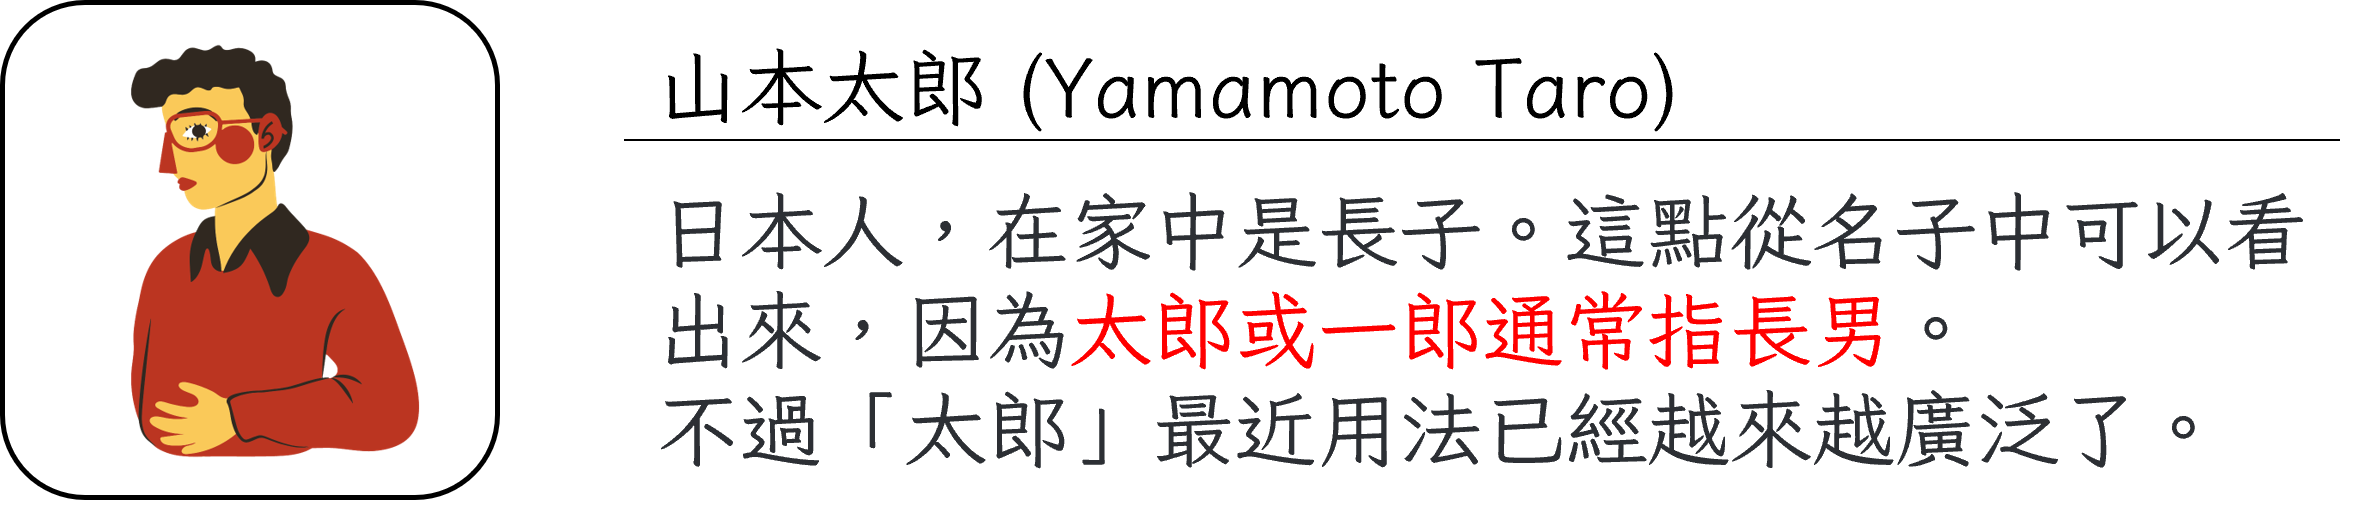 山本太郎 (Yamamoto Taro)
日本人，在家中是長子。這點從名子中可以看
出來，因為太郎或一郎通常指長男。
不過「太郎」最近用法已經越來越廣泛了。